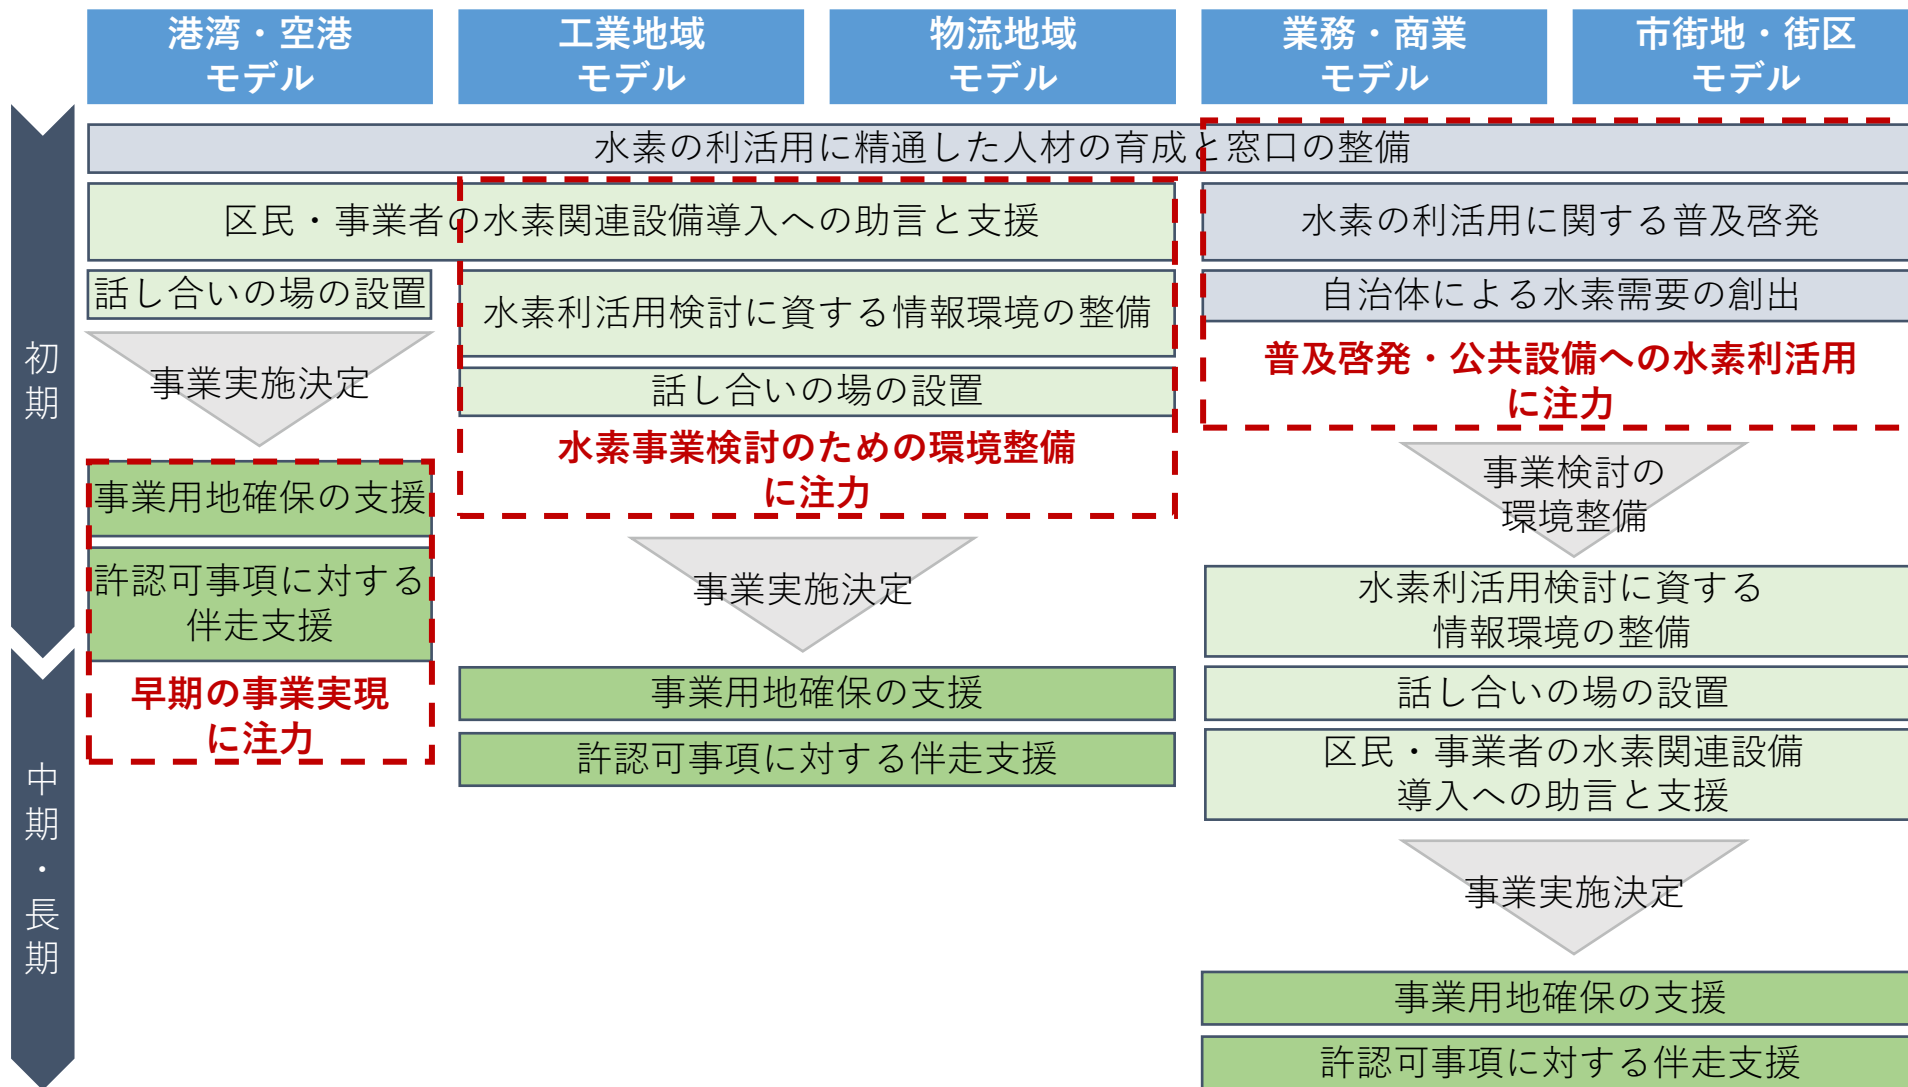 港湾・空港
モデル
工業地域
モデル
物流地域
モデル
業務・商業
モデル
市街地・街区
モデル
初期
中期・長期
水素の利活用に精通した人材の育成と窓口の整備
区民・事業者の水素関連設備導入への助言と支援
話し合いの場の設置
事業実施決定
事業用地確保の支援
許認可事項に対する
伴走支援
早期の事業実現
に注力
水素利活用検討に資する情報環境の整備
話し合いの場の設置
水素事業検討のための環境整備
に注力
事業実施決定
事業用地確保の支援
許認可事項に対する伴走支援
水素の利活用に関する普及啓発
自治体による水素需要の創出
普及啓発・公共設備への水素利活用
に注力
事業検討の
環境整備
水素利活用検討に資する
情報環境の整備
話し合いの場の設置
区民・事業者の水素関連設備
導入への助言と支援
事業実施決定
事業用地確保の支援
許認可事項に対する伴走支援